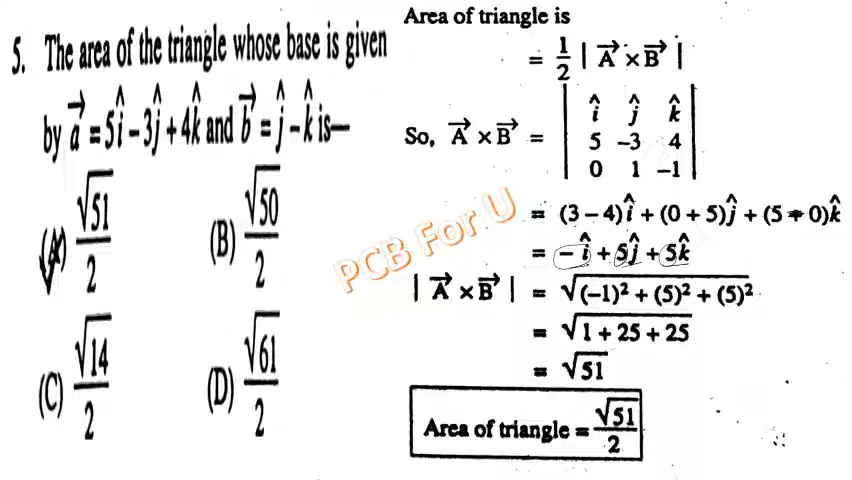 5. The area of the triangle whose base is given
by a⃗ = 5î − 3ĵ + 4k̂ and b⃗ = ĵ − k̂ is—
(A) √51/2 (B) √50/2
(C) √14/2 (D) √61/2
Area of triangle is
= 1/2 | A⃗ × B⃗ |
So, A⃗ × B⃗ = | î ĵ k̂
5 −3 4
0 1 −1 |
= (3 − 4)î + (0 + 5)ĵ + (5 − 0)k̂
= −î + 5ĵ + 5k̂
| A⃗ × B⃗ | = √(−1)² + (5)² + (5)²
= √1 + 25 + 25
= √51
Area of triangle = √51/2
PCB For U